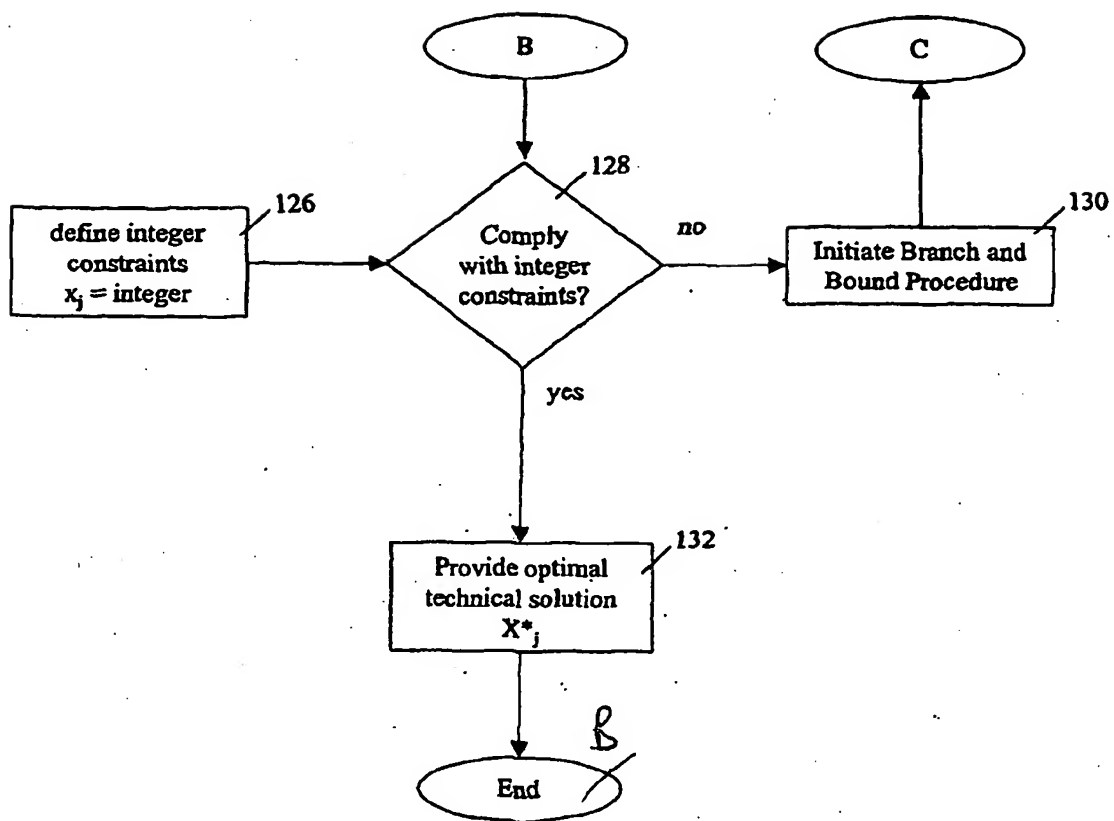 B
C
128
126
130
define integer
constraints
x_j = integer
Comply
with integer
constraints?
no
Initiate Branch and
Bound Procedure
yes
132
Provide optimal
technical solution
X*_j
B
End